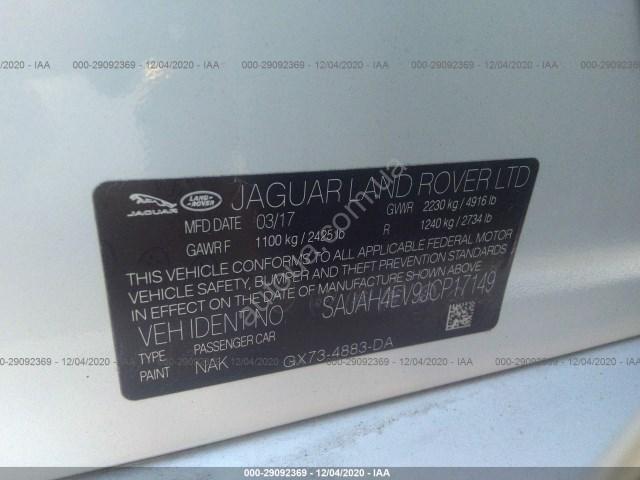 000-29092369 - 12/04/2020 - IAA
JAGUAR
LAND-
ROVER
JAGUAR LAND ROVER LTD
MFD DATE 03/17 GVWR 2230 kg / 4916 lb
GAWR F 1100 kg / 2425 lb R 1240 kg / 2734 lb
THIS VEHICLE CONFORMS TO ALL APPLICABLE FEDERAL MOTOR
VEHICLE SAFETY, BUMPER AND THEFT PREVENTION STANDARDS
IN EFFECT ON THE DATE OF MANUFACTURE SHOWN ABOVE.
VEH IDENT NO SAJAH4EV9JCP17149
TYPE PASSENGER CAR
PAINT NAK GX73-4883-DA
000-29092369 - 12/04/2020 - IAA